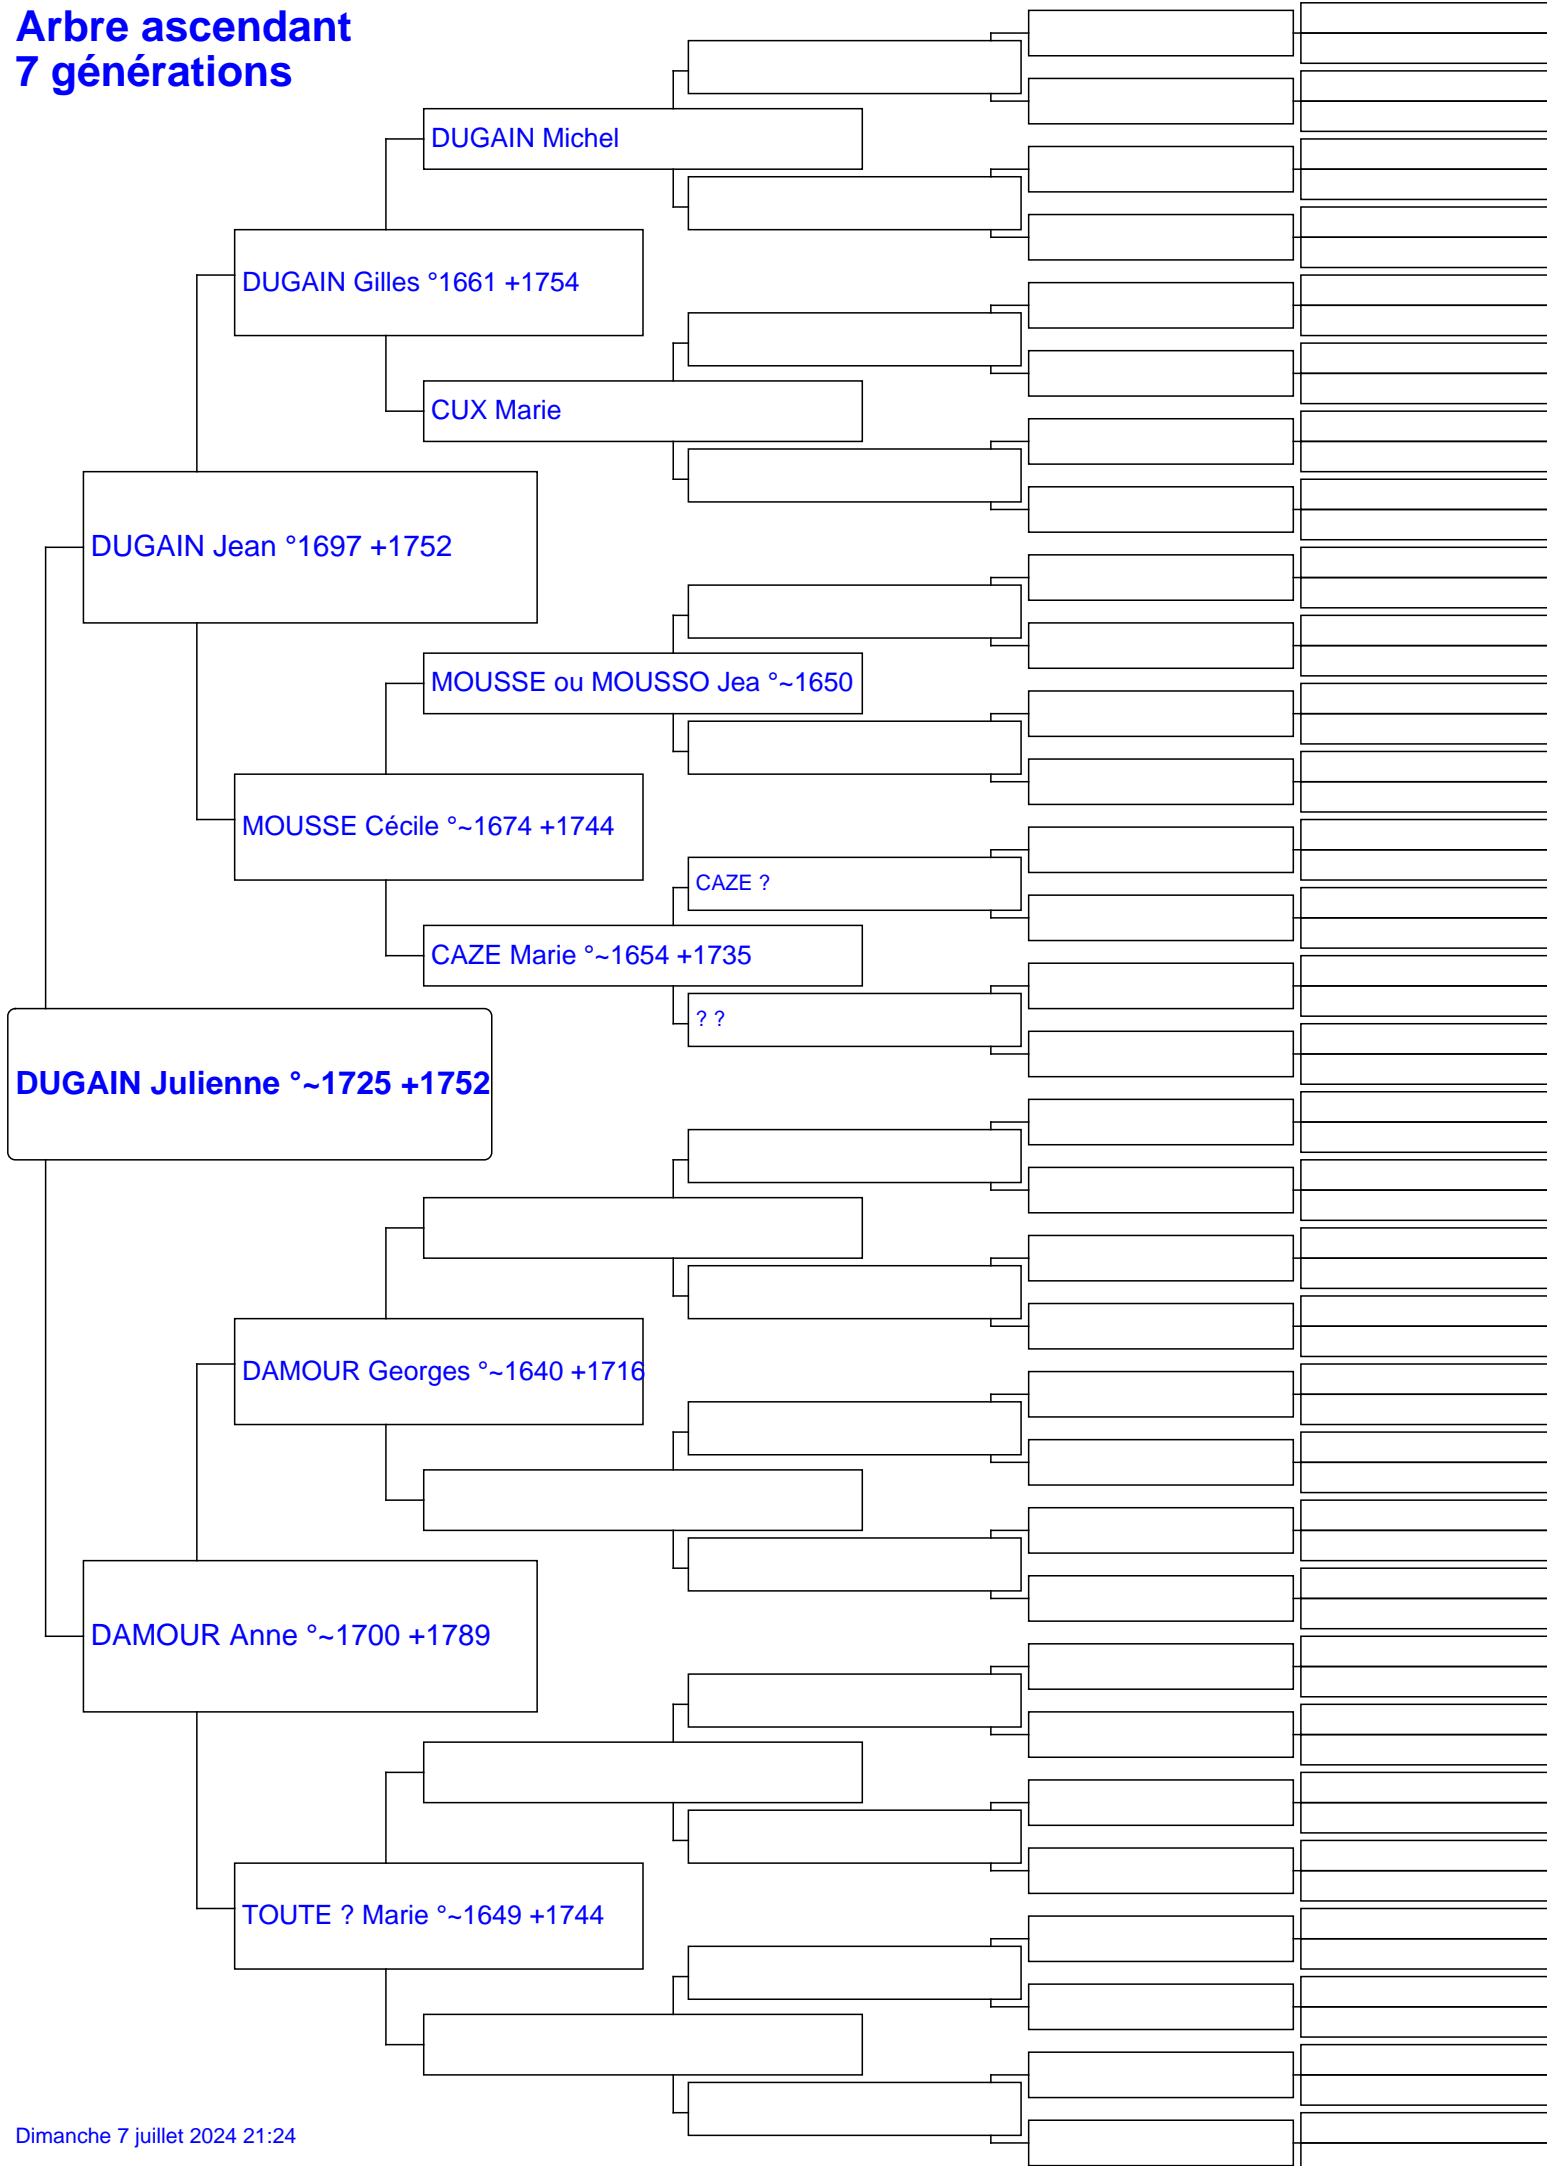 Arbre ascendant
7 générations
DUGAIN Michel
DUGAIN Gilles °1661 +1754
CUX Marie
DUGAIN Jean °1697 +1752
MOUSSE ou MOUSSO Jea °~1650
MOUSSE Cécile °~1674 +1744
CAZE ?
CAZE Marie °~1654 +1735
? ?
DUGAIN Julienne °~1725 +1752
DAMOUR Georges °~1640 +1716
DAMOUR Anne °~1700 +1789
TOUTE ? Marie °~1649 +1744
Dimanche 7 juillet 2024 21:24